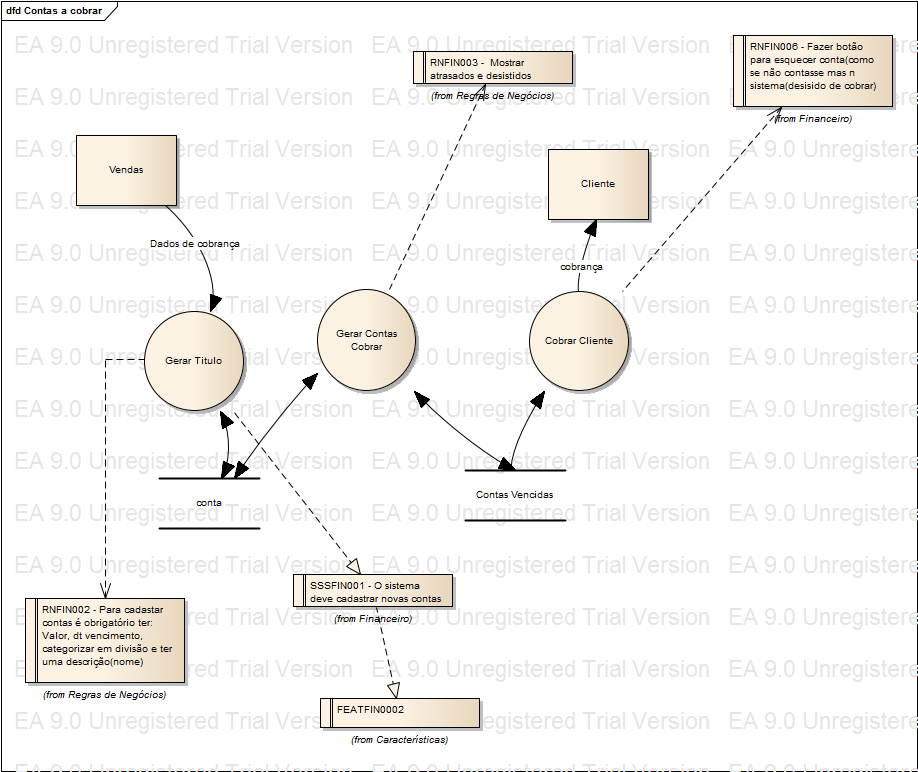 dfd Contas a cobrar
EA 9.0 Unregistered Trial Version
RNFIN003 - Mostrar
atrasados e desistidos
(from Regras de Negócios)
RNFIN006 - Fazer botão
para esquecer conta(como
se não contasse mas n
sistema(desisido de cobrar)
(from Financeiro)
Vendas
Cliente
Dados de cobrança
cobrança
Gerar Titulo
Gerar Contas
Cobrar
Cobrar Cliente
conta
Contas Vencidas
SSSFIN001 - O sistema
deve cadastrar novas contas
(from Financeiro)
RNFIN002 - Para cadastar
contas é obrigatório ter:
Valor, dt vencimento,
categorizar em divisão e ter
uma descrição(nome)
(from Regras de Negócios)
FEATFIN0002
(from Características)